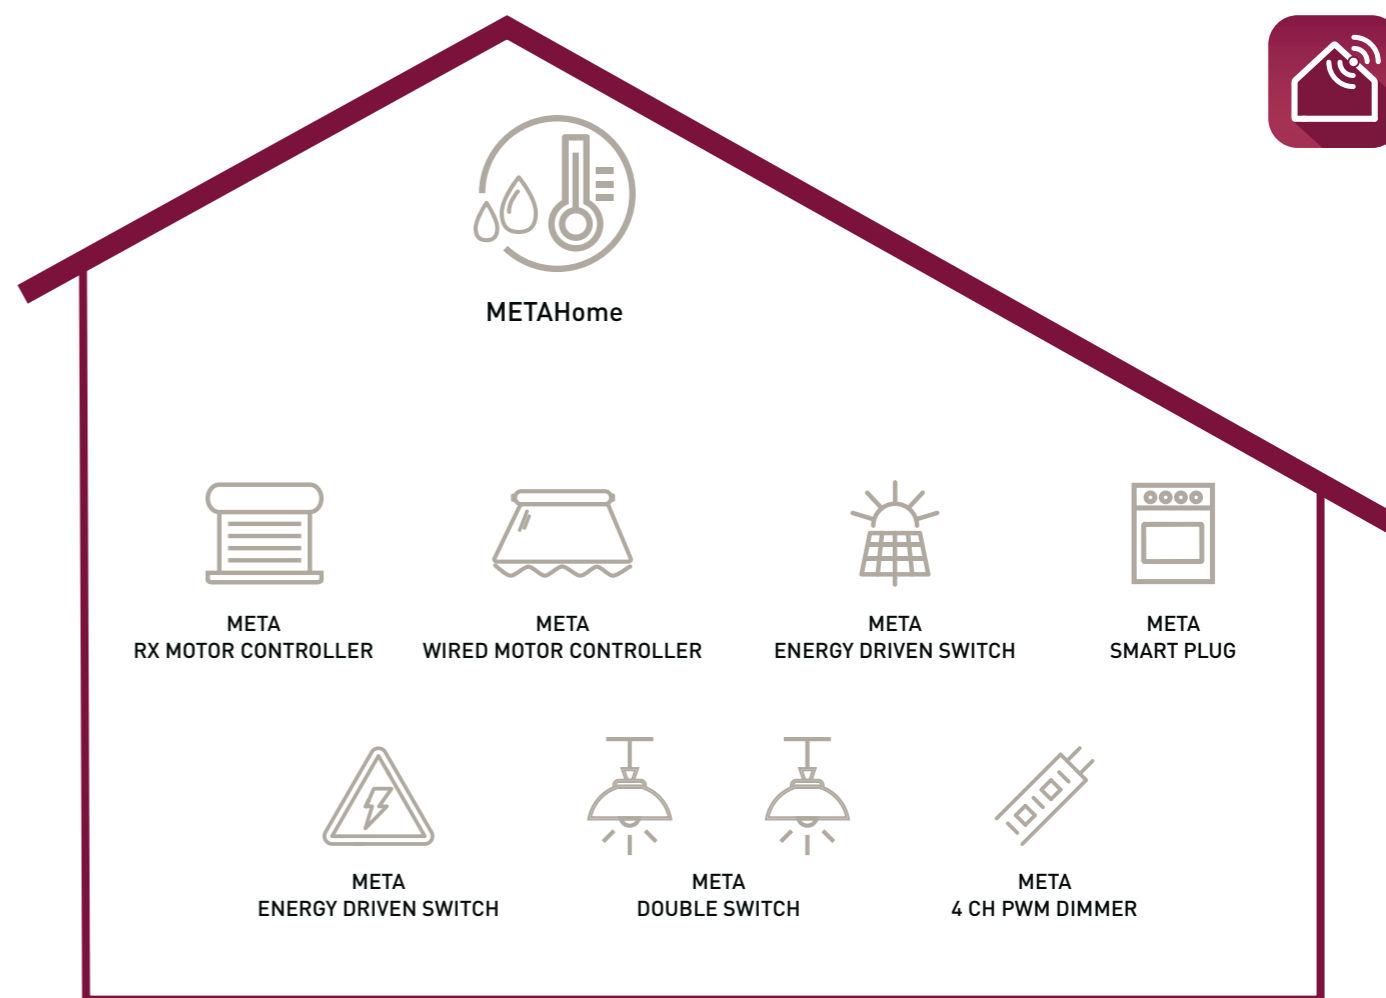 METAHome
META
RX MOTOR CONTROLLER
META
WIRED MOTOR CONTROLLER
META
ENERGY DRIVEN SWITCH
META
SMART PLUG
META
ENERGY DRIVEN SWITCH
META
DOUBLE SWITCH
META
4 CH PWM DIMMER